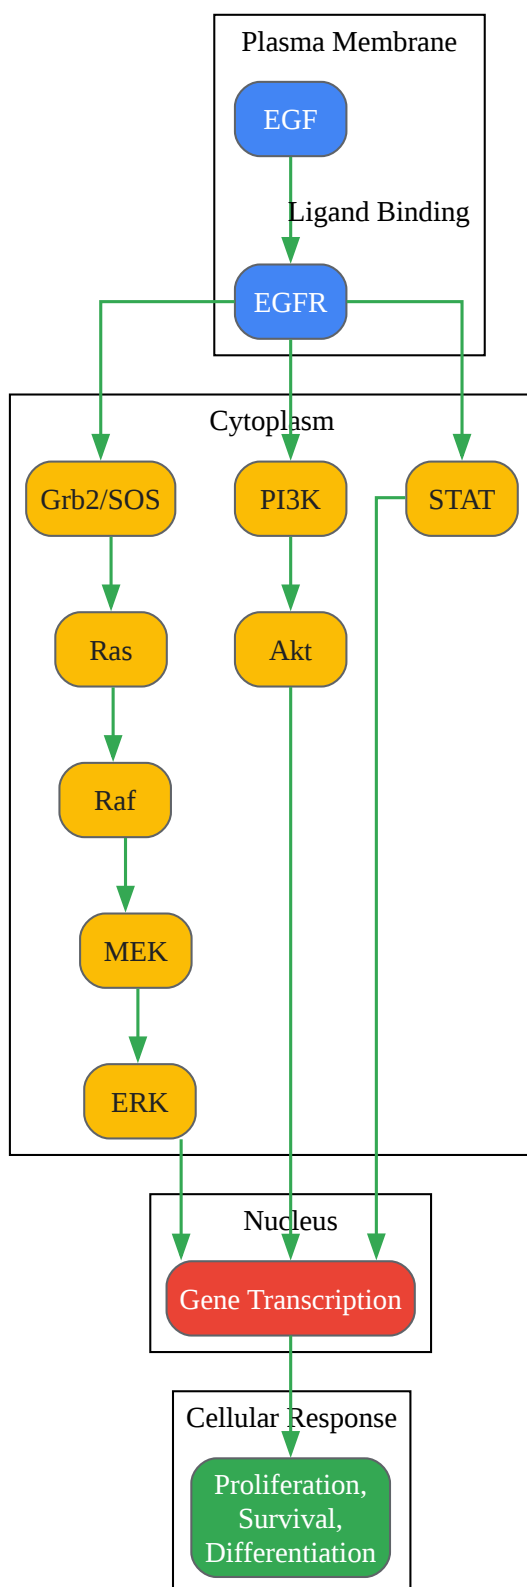 Plasma Membrane
EGF
Ligand Binding
EGFR
Cytoplasm
Grb2/SOS
PI3K
STAT
Ras
Akt
Raf
MEK
ERK
Nucleus
Gene Transcription
Cellular Response
Proliferation,
Survival,
Differentiation